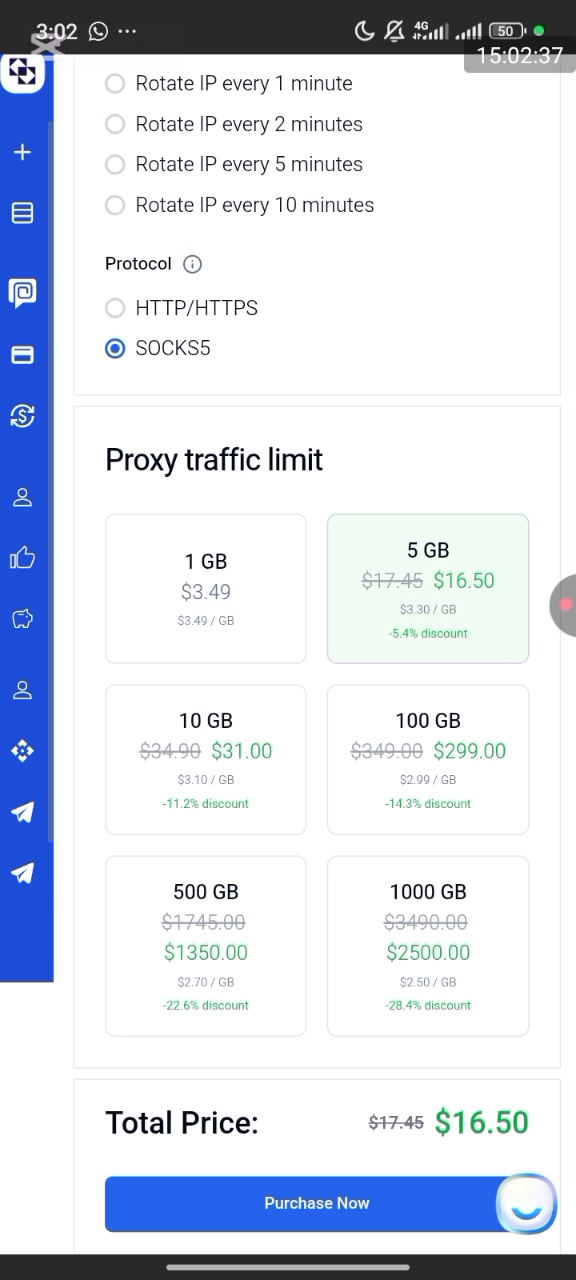 3:02
4G
50
15:02:37
Rotate IP every 1 minute
Rotate IP every 2 minutes
Rotate IP every 5 minutes
Rotate IP every 10 minutes
Protocol
HTTP/HTTPS
SOCKS5
Proxy traffic limit
1 GB
$3.49
$3.49 / GB
5 GB
$17.45 $16.50
$3.30 / GB
-5.4% discount
10 GB
$34.90 $31.00
$3.10 / GB
-11.2% discount
100 GB
$349.00 $299.00
$2.99 / GB
-14.3% discount
500 GB
$1745.00
$1350.00
$2.70 / GB
-22.6% discount
1000 GB
$3490.00
$2500.00
$2.50 / GB
-28.4% discount
Total Price: $17.45 $16.50
Purchase Now